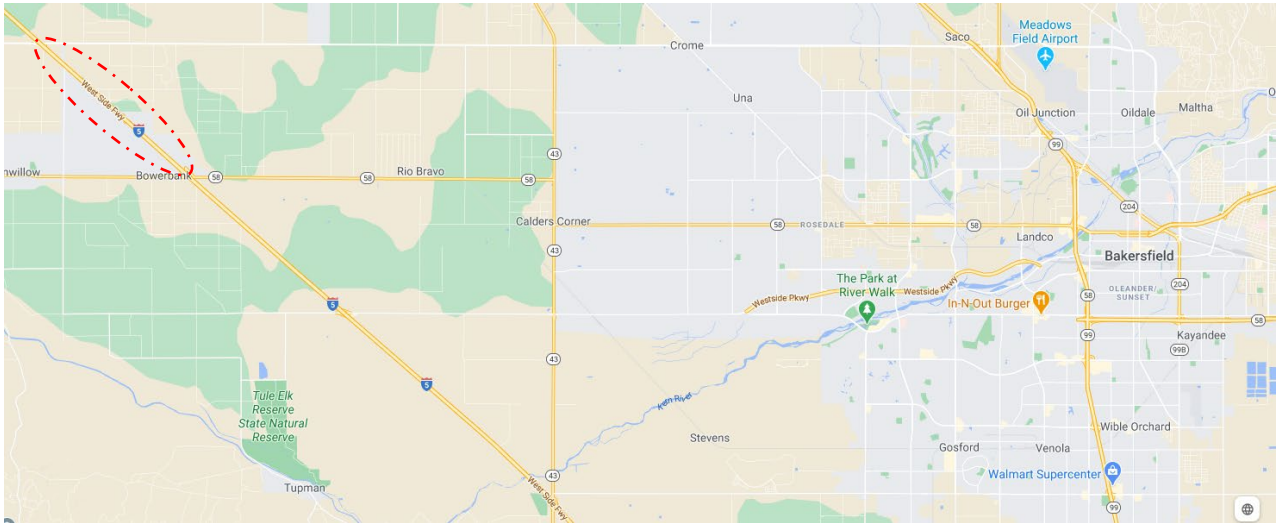 Meadows
Field Airport
Saco
Crome
Una
West Side Fwy
5
Oil Junction
Oildale
Maltha
99
43
nwillow
Bowerbank
58
58
Rio Bravo
58
204
Calders Corner
58
ROSEDALE
58
58
Landco
43
Bakersfield
The Park at
River Walk
Westside Pkwy
Westside Pkwy
In-N-Out Burger
OLEANDER/
SUNSET
204
58
5
58
99
Kayandee
99B
43
5
Tule Elk
Reserve
State Natural
Reserve
Kern River
Stevens
Wible Orchard
Gosford
Venola
43
Walmart Supercenter
Tupman
West Side Fwy
99